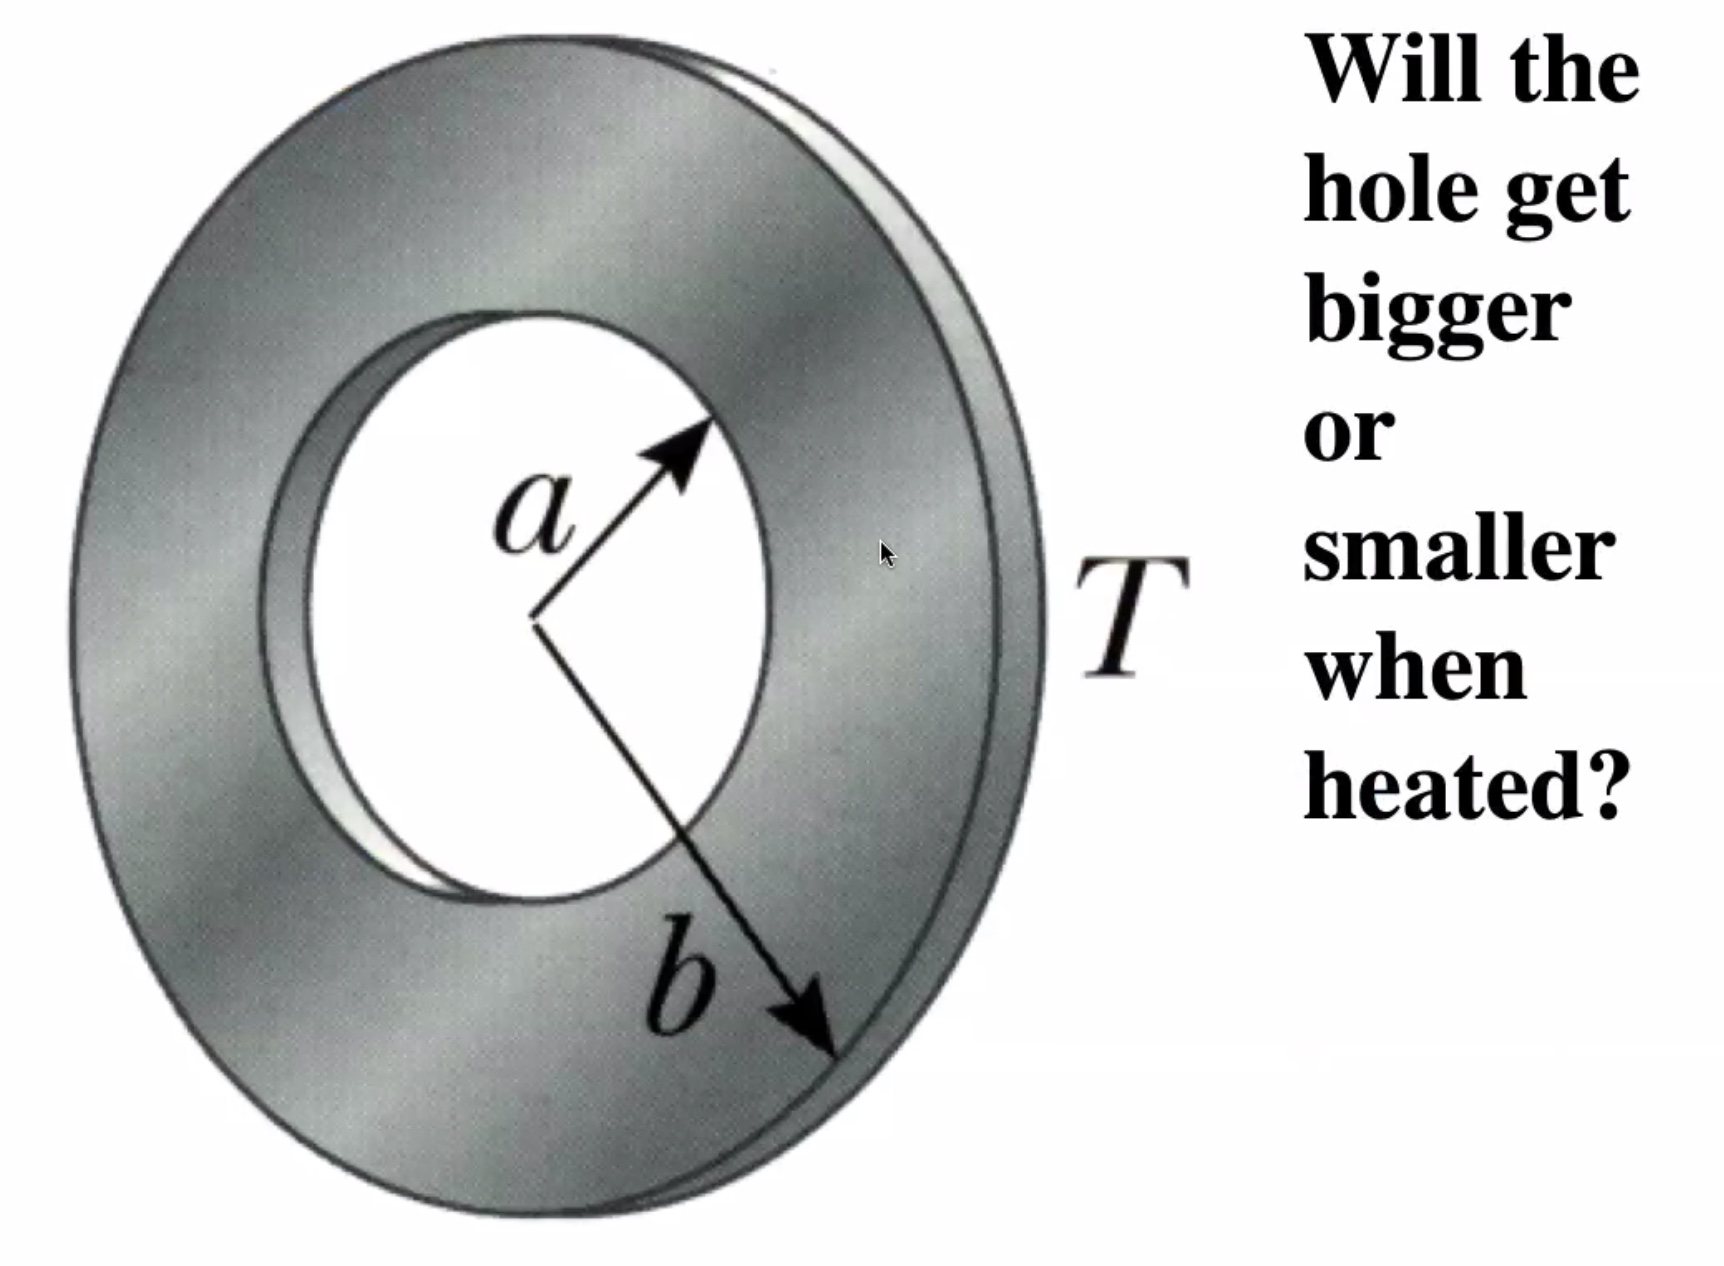 Will the
hole get
bigger
or
smaller
when
heated?
a
T
b